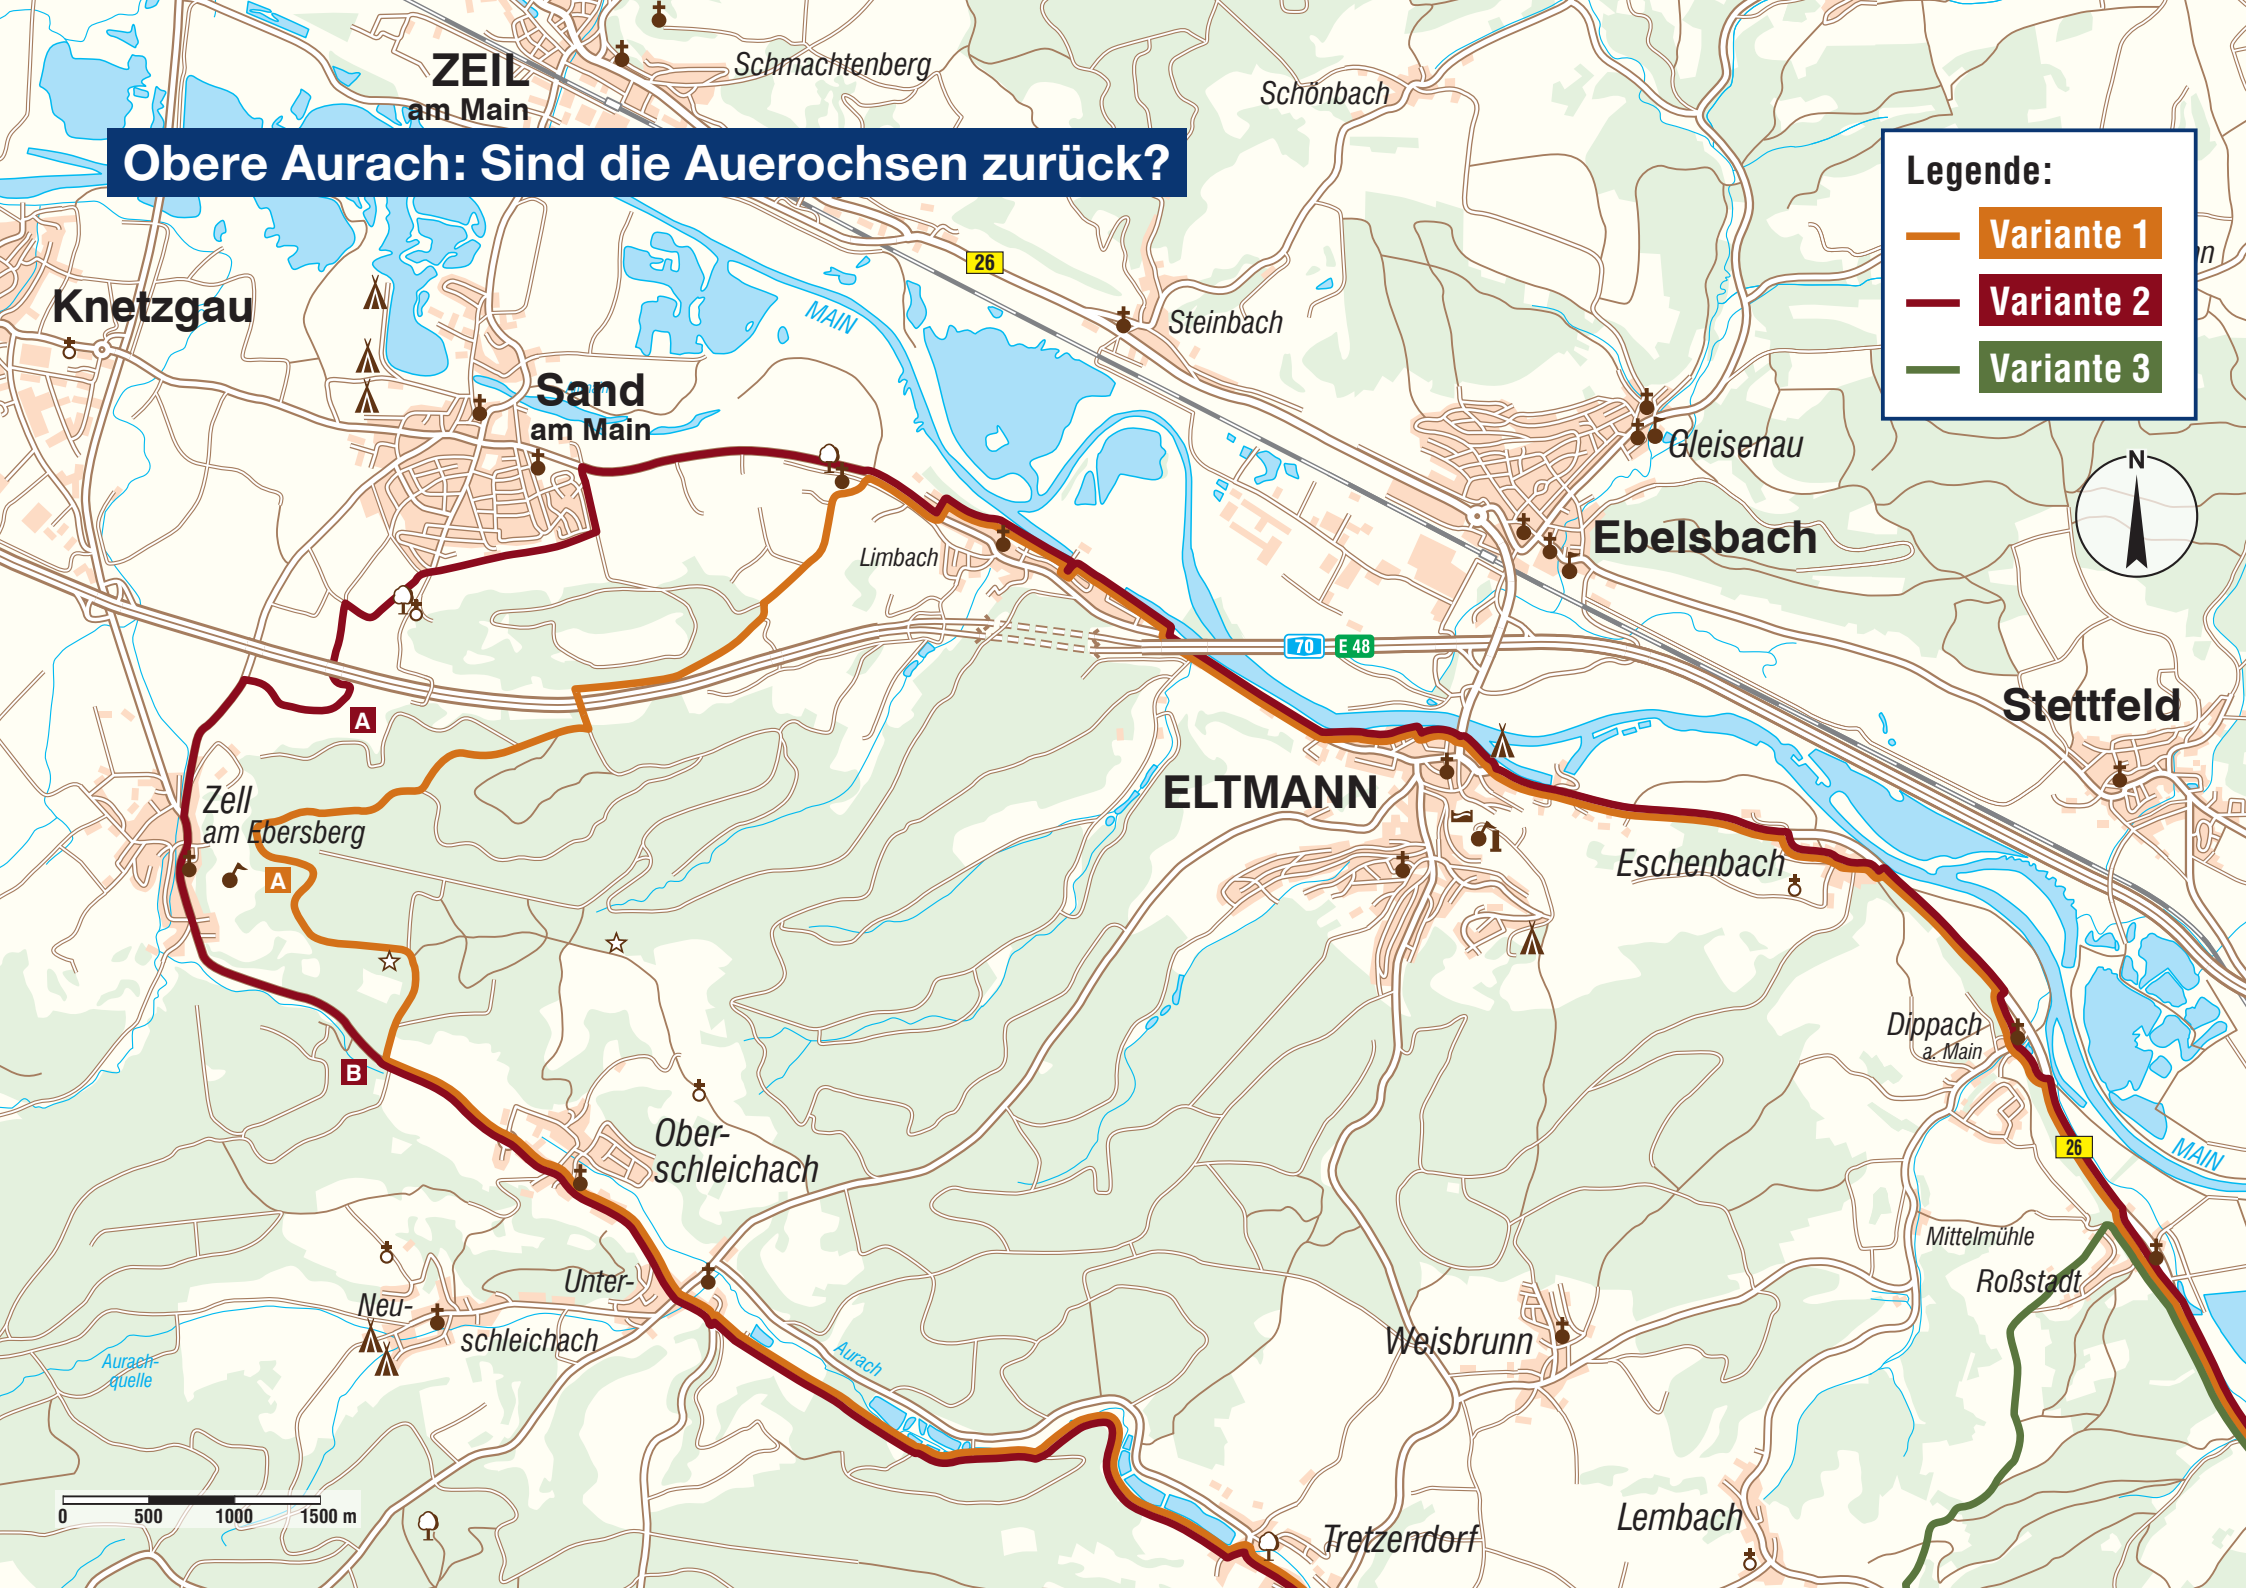 ZEIL
am Main
Schmachtenberg
Schönbach
Obere Aurach: Sind die Auerochsen zurück?
Legende:
Variante 1
Variante 2
Variante 3
26
Knetzgau
MAIN
Steinbach
Sand
am Main
Gleisenau
N
Limbach
Ebelsbach
70
E 48
A
Stettfeld
ELTMANN
Zell
am Ebersberg
A
Eschenbach
Dippach
a. Main
B
Ober-
schleichach
26
MAIN
Mittelmühle
Roßstadt
Unter-
Neu-
schleichach
Weisbrunn
Aurach
Aurach-
quelle
Lembach
Tretzendorf
0 500 1000 1500 m